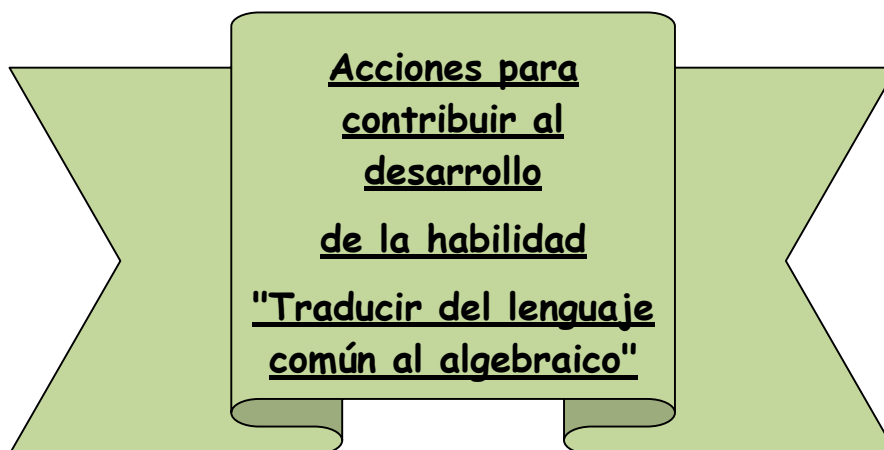 Acciones para
contribuir al
desarrollo
de la habilidad
"Traducir del lenguaje
común al algebraico"